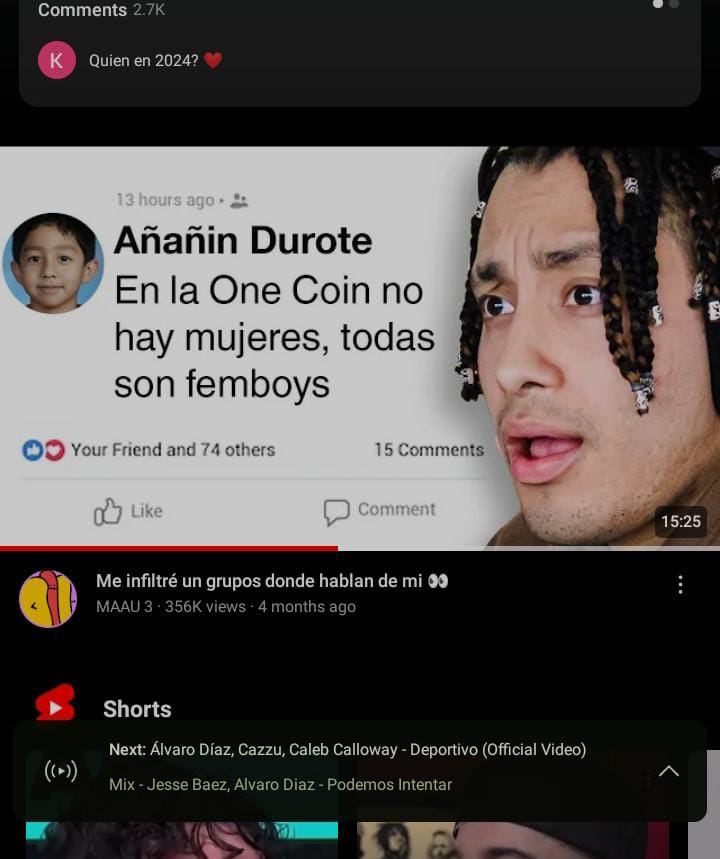 Comments 2.7K
K
Quien en 2024? ❤️
13 hours ago •
Añañin Durote
En la One Coin no
hay mujeres, todas
son femboys
Your Friend and 74 others 15 Comments
Like Comment
15:25
Me infiltré un grupos donde hablan de mi 👀
MAAU 3 · 356K views · 4 months ago
Shorts
Next: Álvaro Díaz, Cazzu, Caleb Calloway - Deportivo (Official Video)
Mix - Jesse Baez, Alvaro Diaz - Podemos Intentar